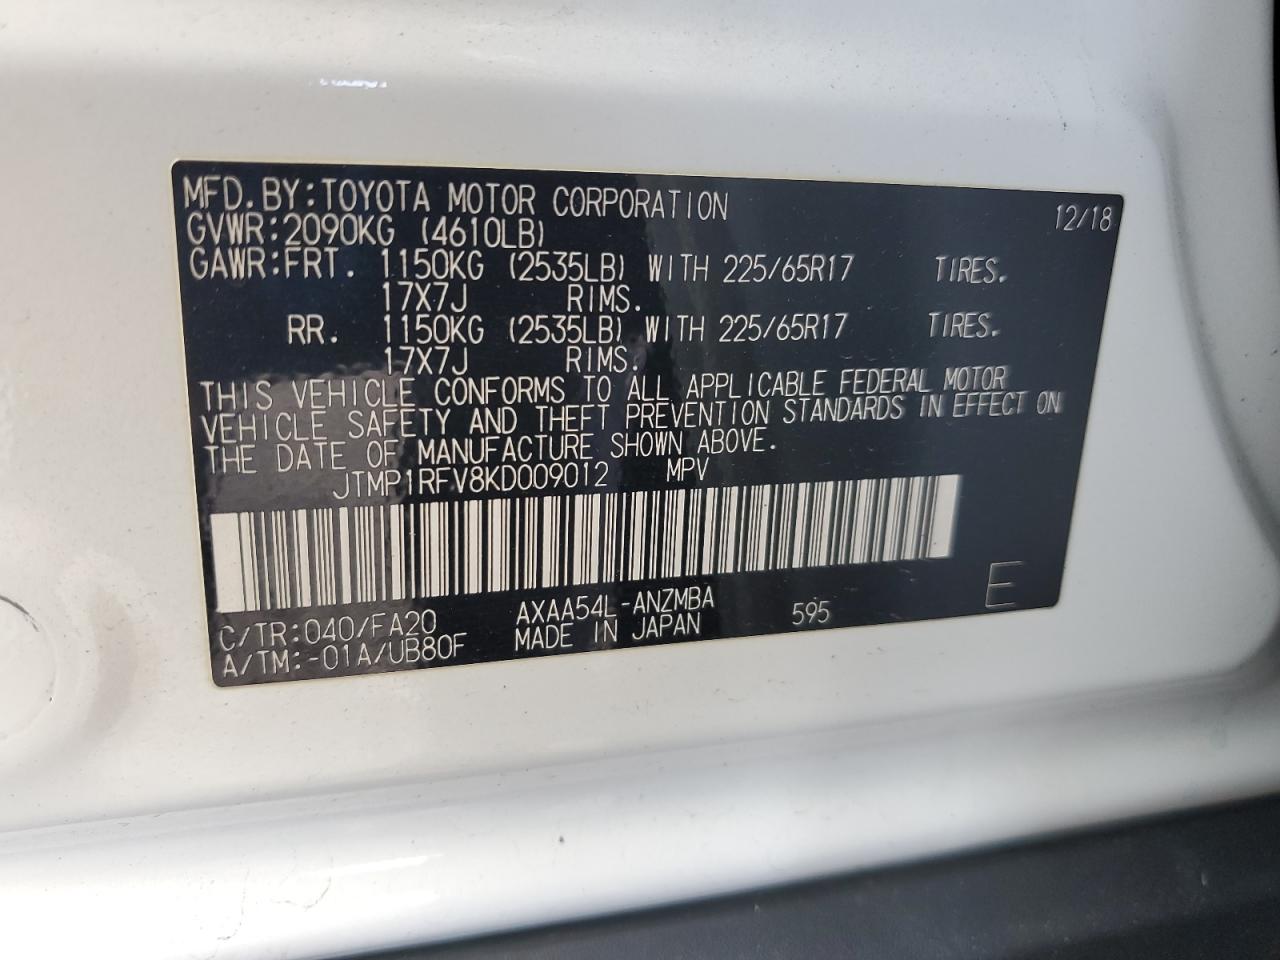 MFD. BY: TOYOTA MOTOR CORPORATION 12/18
GVWR: 2090KG (4610LB)
GAWR: FRT. 1150KG (2535LB) WITH 225/65R17 TIRES.
17X7J RIMS.
RR. 1150KG (2535LB) WITH 225/65R17 TIRES.
17X7J RIMS.
THIS VEHICLE CONFORMS TO ALL APPLICABLE FEDERAL MOTOR
VEHICLE SAFETY AND THEFT PREVENTION STANDARDS IN EFFECT ON
THE DATE OF MANUFACTURE SHOWN ABOVE.
JTMP1RFV8KD009012 MPV
C/TR: 040/FA20 AXAA54L-ANZMBA 595 E
A/TM: -01A/UB80F MADE IN JAPAN